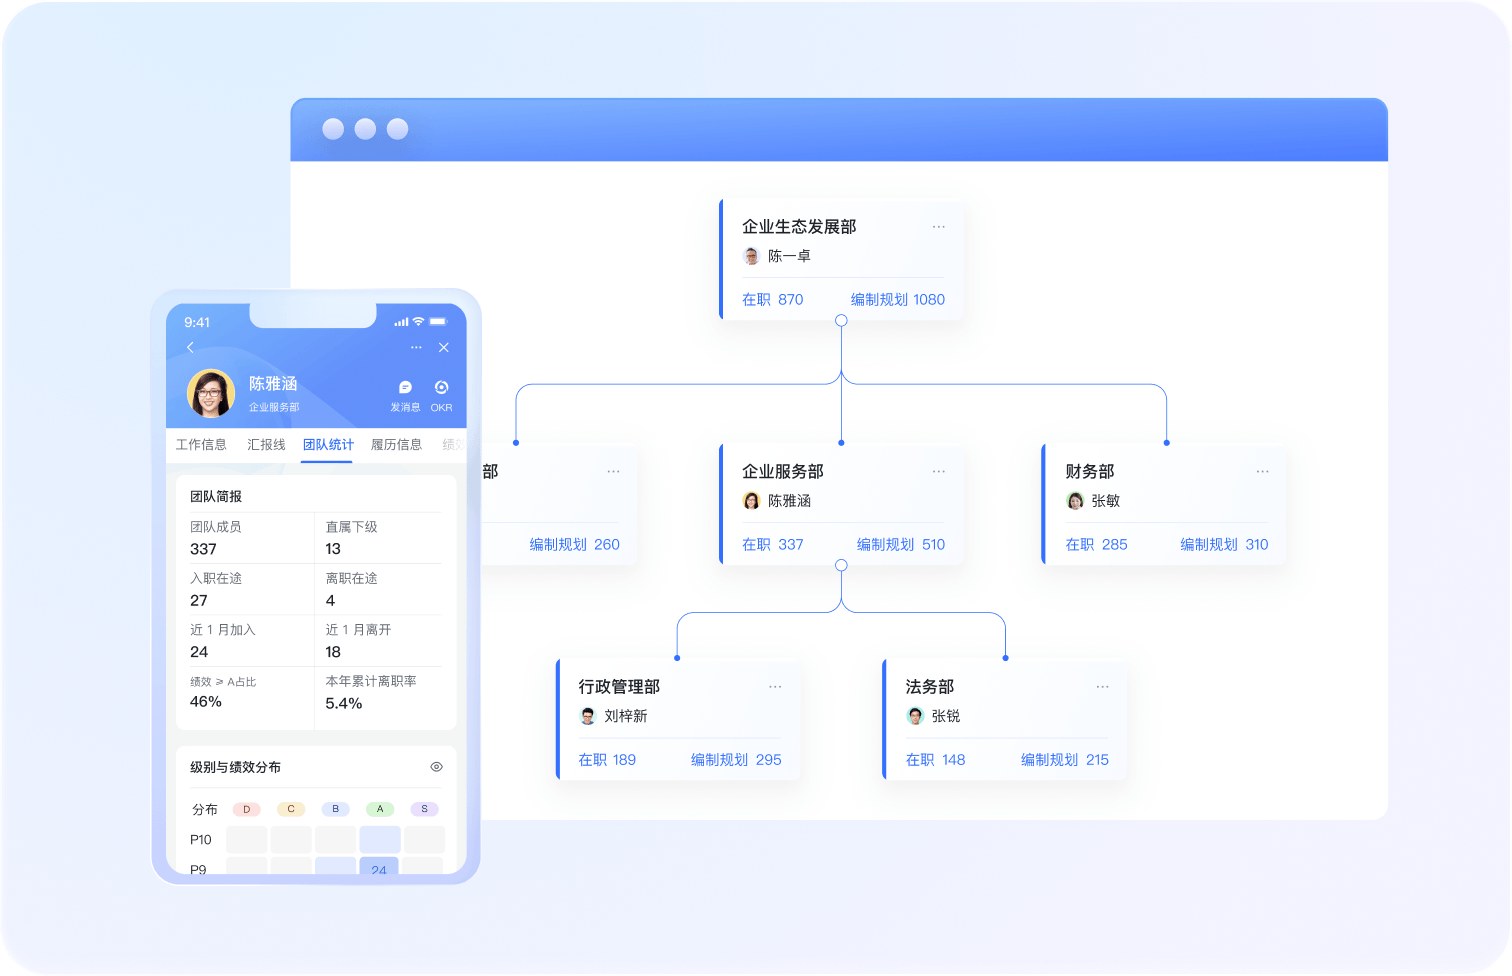 企业生态发展部
陈一卓
在职 870 编制规划 1080
部
编制规划 260
企业服务部
陈雅涵
在职 337 编制规划 510
财务部
张敏
在职 285 编制规划 310
行政管理部
刘梓新
在职 189 编制规划 295
法务部
张锐
在职 148 编制规划 215
9:41
陈雅涵
企业服务部
发消息 OKR
工作信息 汇报线 团队统计 履历信息 绩效
团队简报
团队成员 直属下级
337 13
入职在途 离职在途
27 4
近 1 月加入 近 1 月离开
24 18
绩效 ≥ A占比 本年累计离职率
46% 5.4%
级别与绩效分布
分布 D C B A S
P10
P9 24